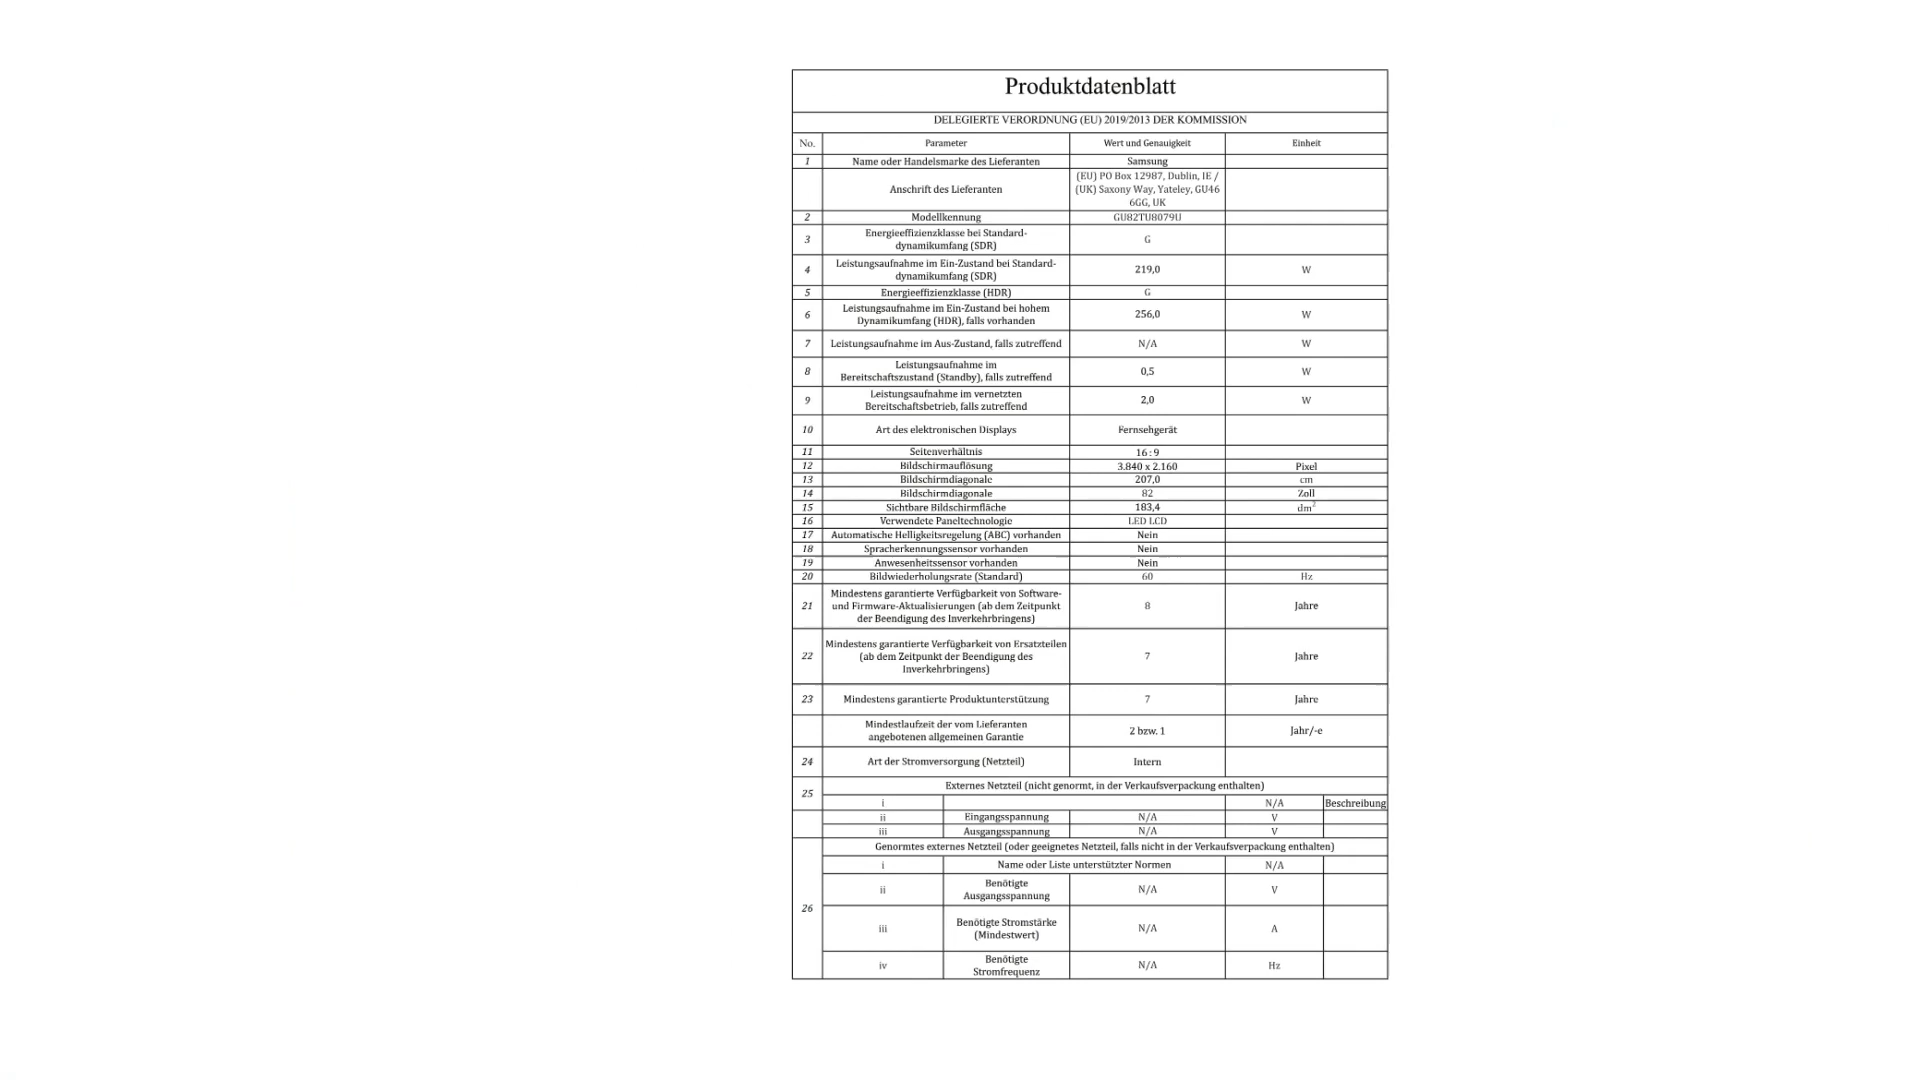 Produktdatenblatt
DELEGIERTE VERORDNUNG (EU) 2019/2013 DER KOMMISSION
No. Parameter Wert und Genauigkeit Einheit
1 Name oder Handelsmarke des Lieferanten Samsung
Anschrift des Lieferanten (EU) PO Box 12987, Dublin, IE /
(UK) Saxony Way, Yateley, GU46
6GG, UK
2 Modellkennung GU82TU8079U
3 Energieeffizienzklasse bei Standard-
dynamikumfang (SDR) G
4 Leistungsaufnahme im Ein-Zustand bei Standard-
dynamikumfang (SDR) 219,0 W
5 Energieeffizienzklasse (HDR) G
6 Leistungsaufnahme im Ein-Zustand bei hohem
Dynamikumfang (HDR), falls vorhanden 256,0 W
7 Leistungsaufnahme im Aus-Zustand, falls zutreffend N/A W
8 Leistungsaufnahme im
Bereitschaftszustand (Standby), falls zutreffend 0,5 W
9 Leistungsaufnahme im vernetzten
Bereitschaftsbetrieb, falls zutreffend 2,0 W
10 Art des elektronischen Displays Fernsehgerät
11 Seitenverhältnis 16 : 9
12 Bildschirmauflösung 3.840 x 2.160 Pixel
13 Bildschirmdiagonale 207,0 cm
14 Bildschirmdiagonale 82 Zoll
15 Sichtbare Bildschirmfläche 183,4 dm²
16 Verwendete Paneltechnologie LED LCD
17 Automatische Helligkeitsregelung (ABC) vorhanden Nein
18 Spracherkennungssensor vorhanden Nein
19 Anwesenheitssensor vorhanden Nein
20 Bildwiederholungsrate (Standard) 60 Hz
21 Mindestens garantierte Verfügbarkeit von Software-
und Firmware-Aktualisierungen (ab dem Zeitpunkt
der Beendigung des Inverkehrbringens) 8 Jahre
22 Mindestens garantierte Verfügbarkeit von Ersatzteilen
(ab dem Zeitpunkt der Beendigung des
Inverkehrbringens) 7 Jahre
23 Mindestens garantierte Produktunterstützung 7 Jahre
Mindestlaufzeit der vom Lieferanten
angebotenen allgemeinen Garantie 2 bzw. 1 Jahr/-e
24 Art der Stromversorgung (Netzteil) Intern
25 Externes Netzteil (nicht genormt, in der Verkaufsverpackung enthalten)
i N/A Beschreibung
ii Eingangsspannung N/A V
iii Ausgangsspannung N/A V
26 Genormtes externes Netzteil (oder geeignetes Netzteil, falls nicht in der Verkaufsverpackung enthalten)
i Name oder Liste unterstützter Normen N/A
ii Benötigte
Ausgangsspannung N/A V
iii Benötigte Stromstärke
(Mindestwert) N/A A
iv Benötigte
Stromfrequenz N/A Hz